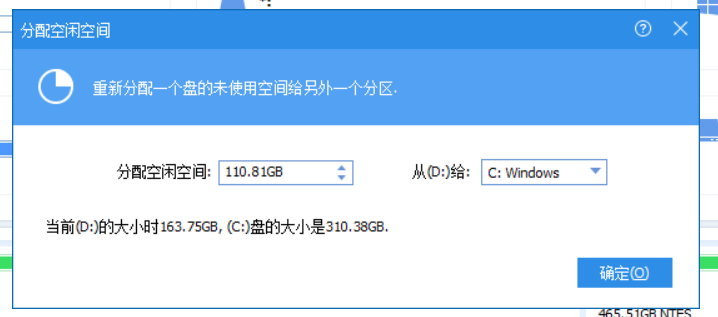 分配空闲空间
重新分配一个盘的未使用空间给另外一个分区.
分配空闲空间: 110.81GB 从(D:)给: C: Windows
当前(D:)的大小时163.75GB, (C:)盘的大小是310.38GB.
确定(O)
465.51GB NTFS